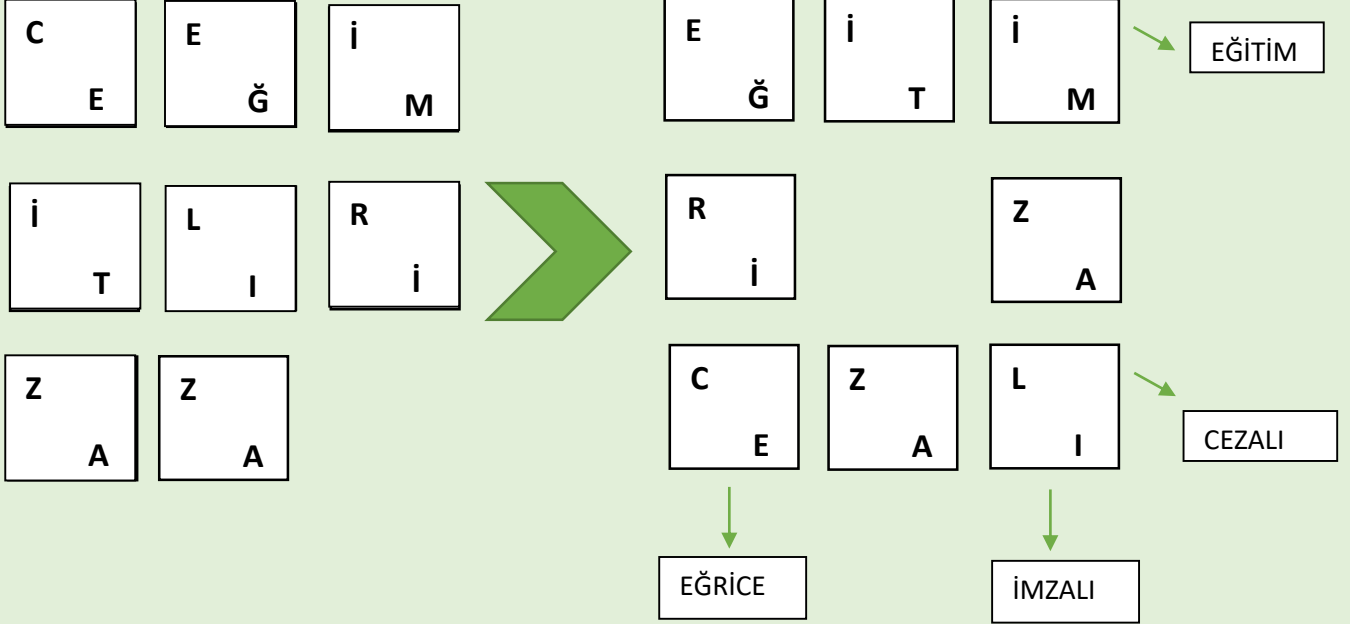 C E İ E İ İ
E Ğ M Ğ T M EĞİTİM
İ L R R Z
T I İ İ A
Z Z C Z L
A A E A I CEZALI
EĞRİCE İMZALI